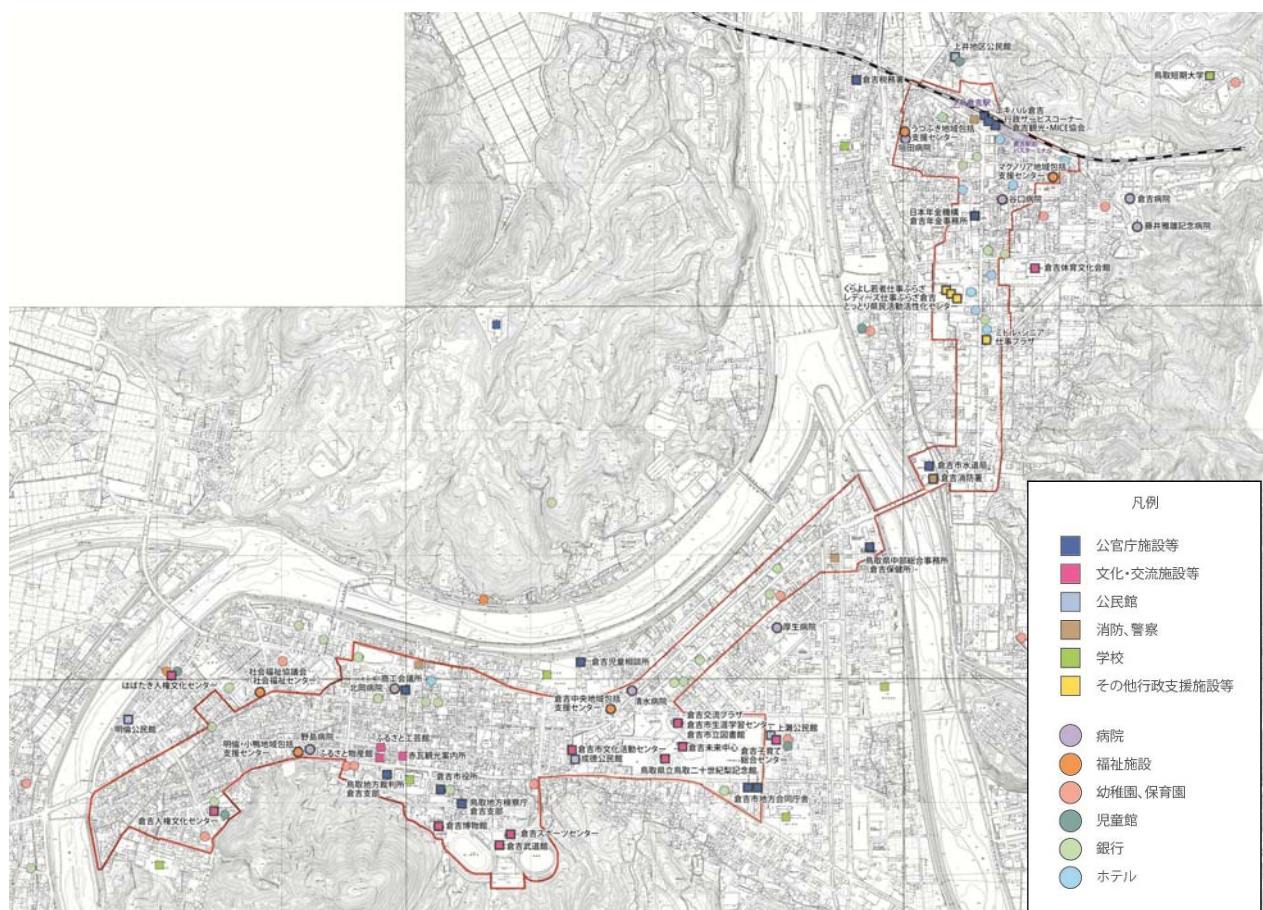 上井地区公民館
倉吉税務署
鳥取短期大学
エキパル倉吉
行政サービスコーナー
倉吉観光・MICE協会
うつぶき地域包括
支援センター
垣田病院
マグノリア地域包括
支援センター
谷口病院
倉吉病院
藤井雅雄記念病院
日本年金機構
倉吉年金事務所
倉吉体育文化会館
くらよし若者仕事ぷらざ
レディーズ仕事ぷらざ倉吉
とっとり県民活動活性化センター
ミドル・シニア
仕事プラザ
倉吉市水道局
倉吉消防署
鳥取県中部総合事務所
倉吉保健所
厚生病院
倉吉児童相談所
商工会議所
北岡病院
社会福祉協議会
社会福祉センター
はばたき人権文化センター
明倫公民館
倉吉中央地域包括
支援センター
清水病院
倉吉交流プラザ
倉吉市生涯学習センター
倉吉市立図書館
上灘公民館
倉吉未来中心
倉吉子育て
総合センター
野島病院
明倫・小鴨地域包括
支援センター
ふるさと工芸館
ふるさと物産館
赤瓦観光案内所
倉吉市文化活動センター
成徳公民館
鳥取県立鳥取二十世紀梨記念館
鳥取地方裁判所
倉吉支部
倉吉市役所
鳥取地方検察庁
倉吉支部
倉吉市地方合同庁舎
倉吉人権文化センター
倉吉博物館
倉吉スポーツセンター
倉吉武道館
凡例
公官庁施設等
文化・交流施設等
公民館
消防、警察
学校
その他行政支援施設等
病院
福祉施設
幼稚園、保育園
児童館
銀行
ホテル